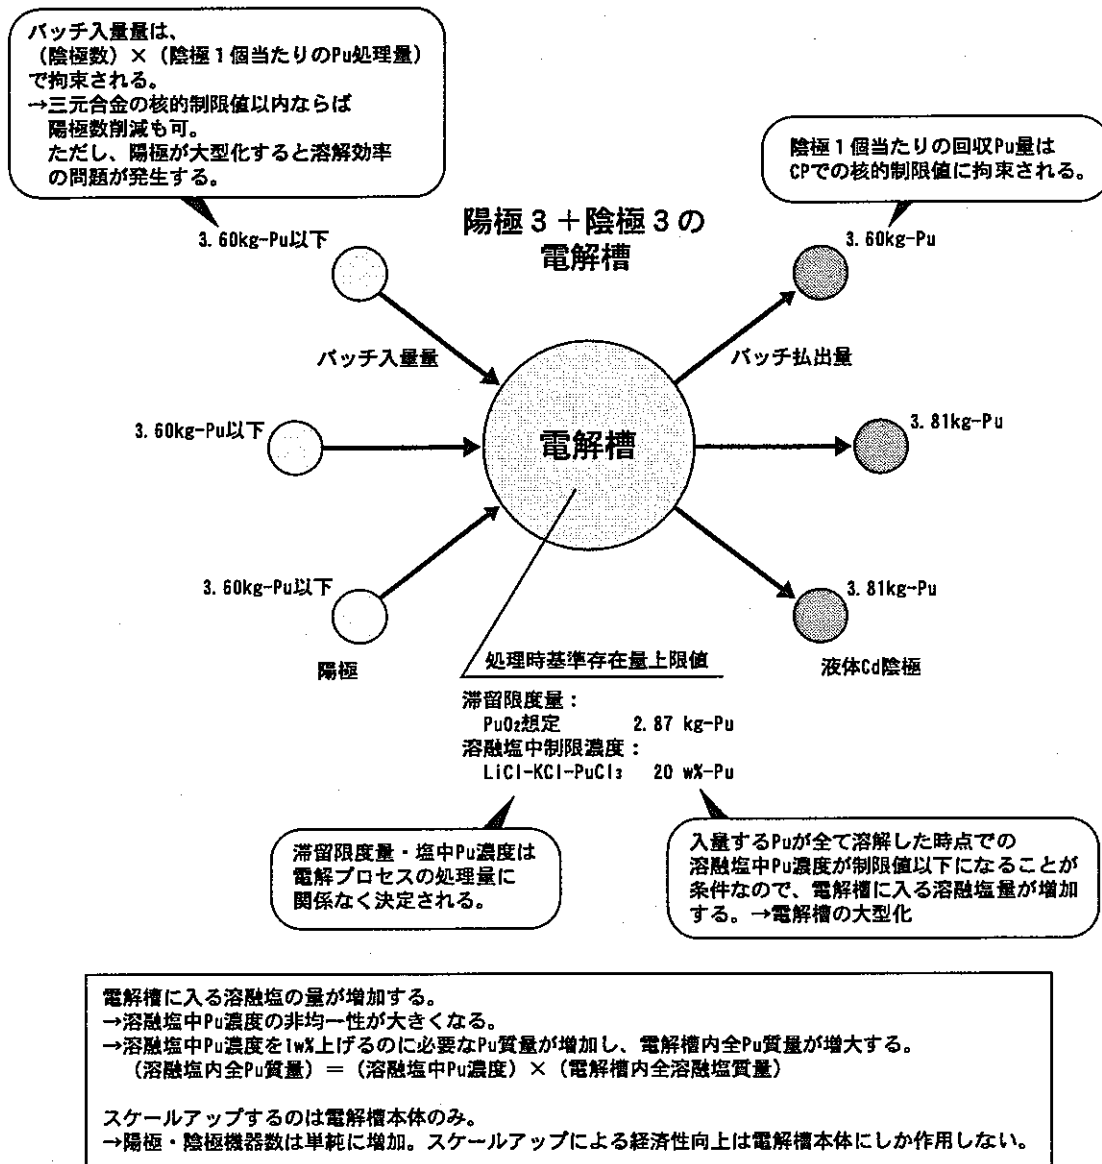 バッチ入量量は、
(陰極数)×(陰極1個当たりのPu処理量)
で拘束される。
→三元合金の核的制限値以内ならば
陽極数削減も可。
ただし、陽極が大型化すると溶解効率
の問題が発生する。
陰極1個当たりの回収Pu量は
CPでの核的制限値に拘束される。
陽極3+陰極3の
電解槽
3.60kg-Pu以下
3.60kg-Pu
バッチ入量量
バッチ払出量
3.60kg-Pu以下
電解槽
3.81kg-Pu
3.60kg-Pu以下
3.81kg-Pu
陽極
液体Cd陰極
処理時基準存在量上限値
滞留限度量:
PuO₂想定 2.87 kg-Pu
溶融塩中制限濃度:
LiCl-KCl-PuCl₃ 20 w%-Pu
滞留限度量・塩中Pu濃度は
電解プロセスの処理量に
関係なく決定される。
入量するPuが全て溶解した時点での
溶融塩中Pu濃度が制限値以下になることが
条件なので、電解槽に入る溶融塩量が増加
する。→電解槽の大型化
電解槽に入る溶融塩の量が増加する。
→溶融塩中Pu濃度の非均一性が大きくなる。
→溶融塩中Pu濃度を1w%上げるのに必要なPu質量が増加し、電解槽内全Pu質量が増大する。
(溶融塩内全Pu質量)=(溶融塩中Pu濃度)×(電解槽内全溶融塩質量)
スケールアップするのは電解槽本体のみ。
→陽極・陰極機器数は単純に増加。スケールアップによる経済性向上は電解槽本体にしか作用しない。